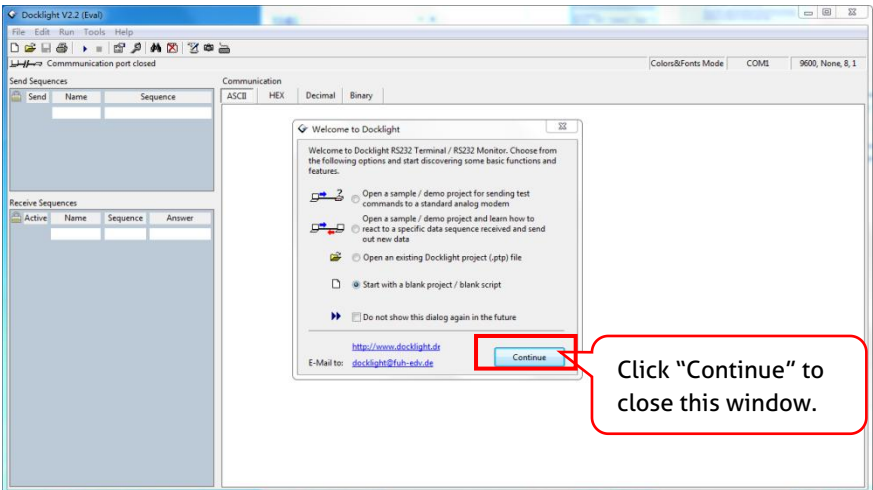 Docklight V2.2 (Eval)
File Edit Run Tools Help
Commmunication port closed
Colors&Fonts Mode COM1 9600, None, 8, 1
Send Sequences
Send Name Sequence
Receive Sequences
Active Name Sequence Answer
Communication
ASCII HEX Decimal Binary
Welcome to Docklight
Welcome to Docklight RS232 Terminal / RS232 Monitor. Choose from
the following options and start discovering some basic functions and
features.
Open a sample / demo project for sending test
commands to a standard analog modem
Open a sample / demo project and learn how to
react to a specific data sequence received and send
out new data
Open an existing Docklight project (.ptp) file
Start with a blank project / blank script
Do not show this dialog again in the future
http://www.docklight.de
E-Mail to: docklight@fuh-edv.de
Continue
Click “Continue” to
close this window.